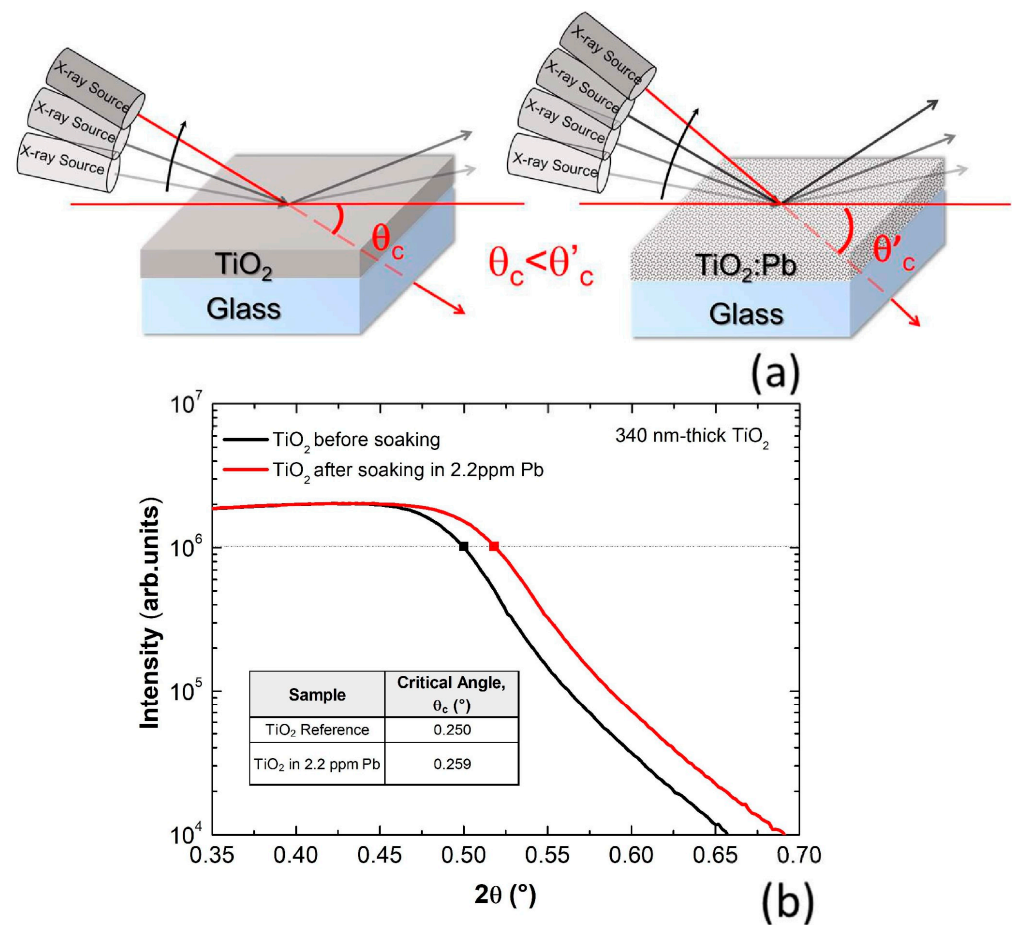 X-ray Source
X-ray Source
X-ray Source
θc
TiO2
Glass
θc<θ'c
X-ray Source
X-ray Source
X-ray Source
X-ray Source
θ'c
TiO2:Pb
Glass
(a)
10^7
10^6
10^5
10^4
Intensity (arb.units)
TiO2 before soaking
TiO2 after soaking in 2.2ppm Pb
340 nm-thick TiO2
Sample Critical Angle, θc (°)
TiO2 Reference 0.250
TiO2 in 2.2 ppm Pb 0.259
0.35 0.40 0.45 0.50 0.55 0.60 0.65 0.70
2θ (°)
(b)